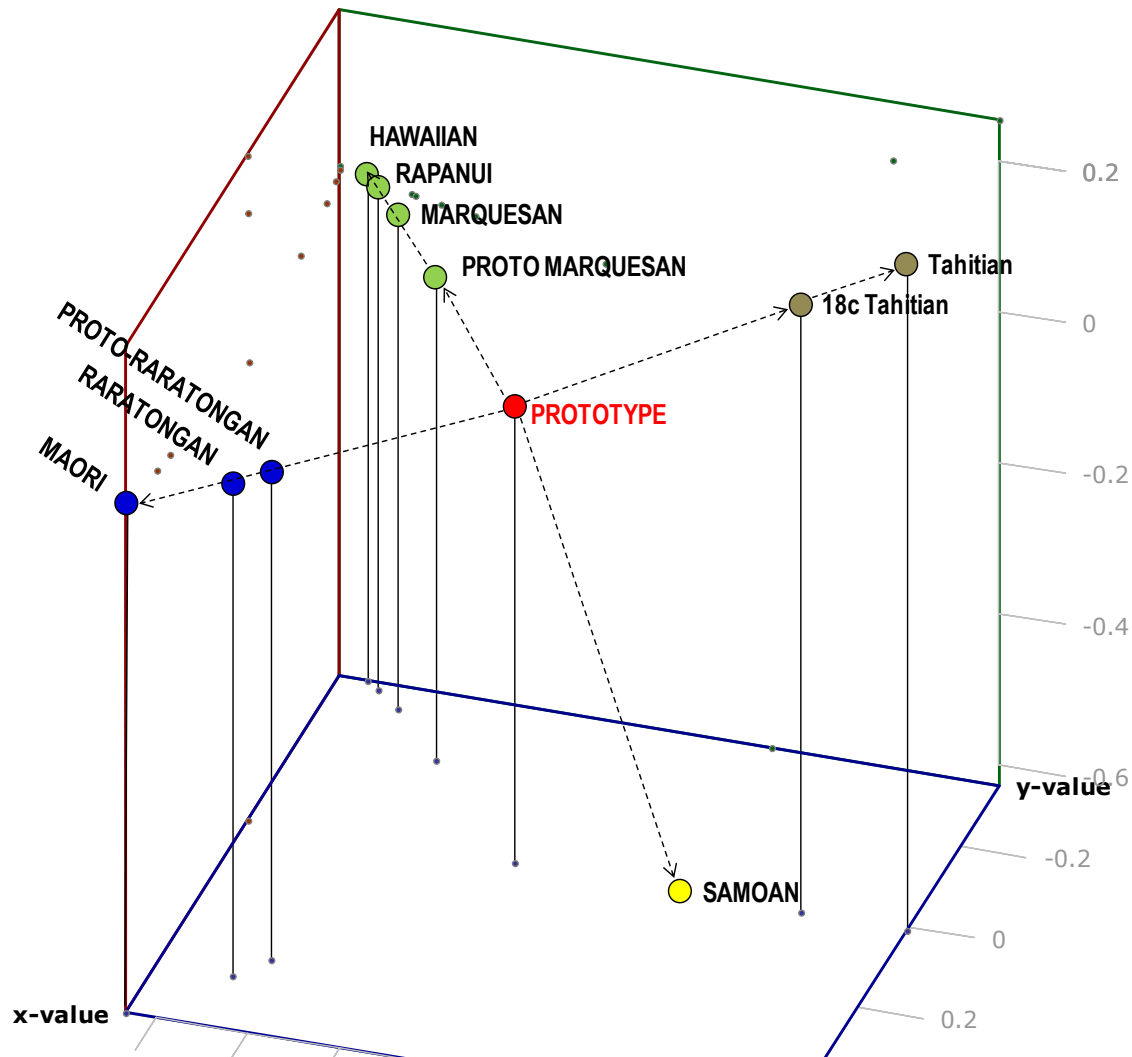 HAWAIIAN
RAPANUI
MARQUESAN
PROTO MARQUESAN
Tahitian
18c Tahitian
PROTO-RARATONGAN
RARATONGAN
MAORI
PROTOTYPE
SAMOAN
0.2
0
-0.2
-0.4
-0.6
y-value
-0.2
0
0.2
x-value